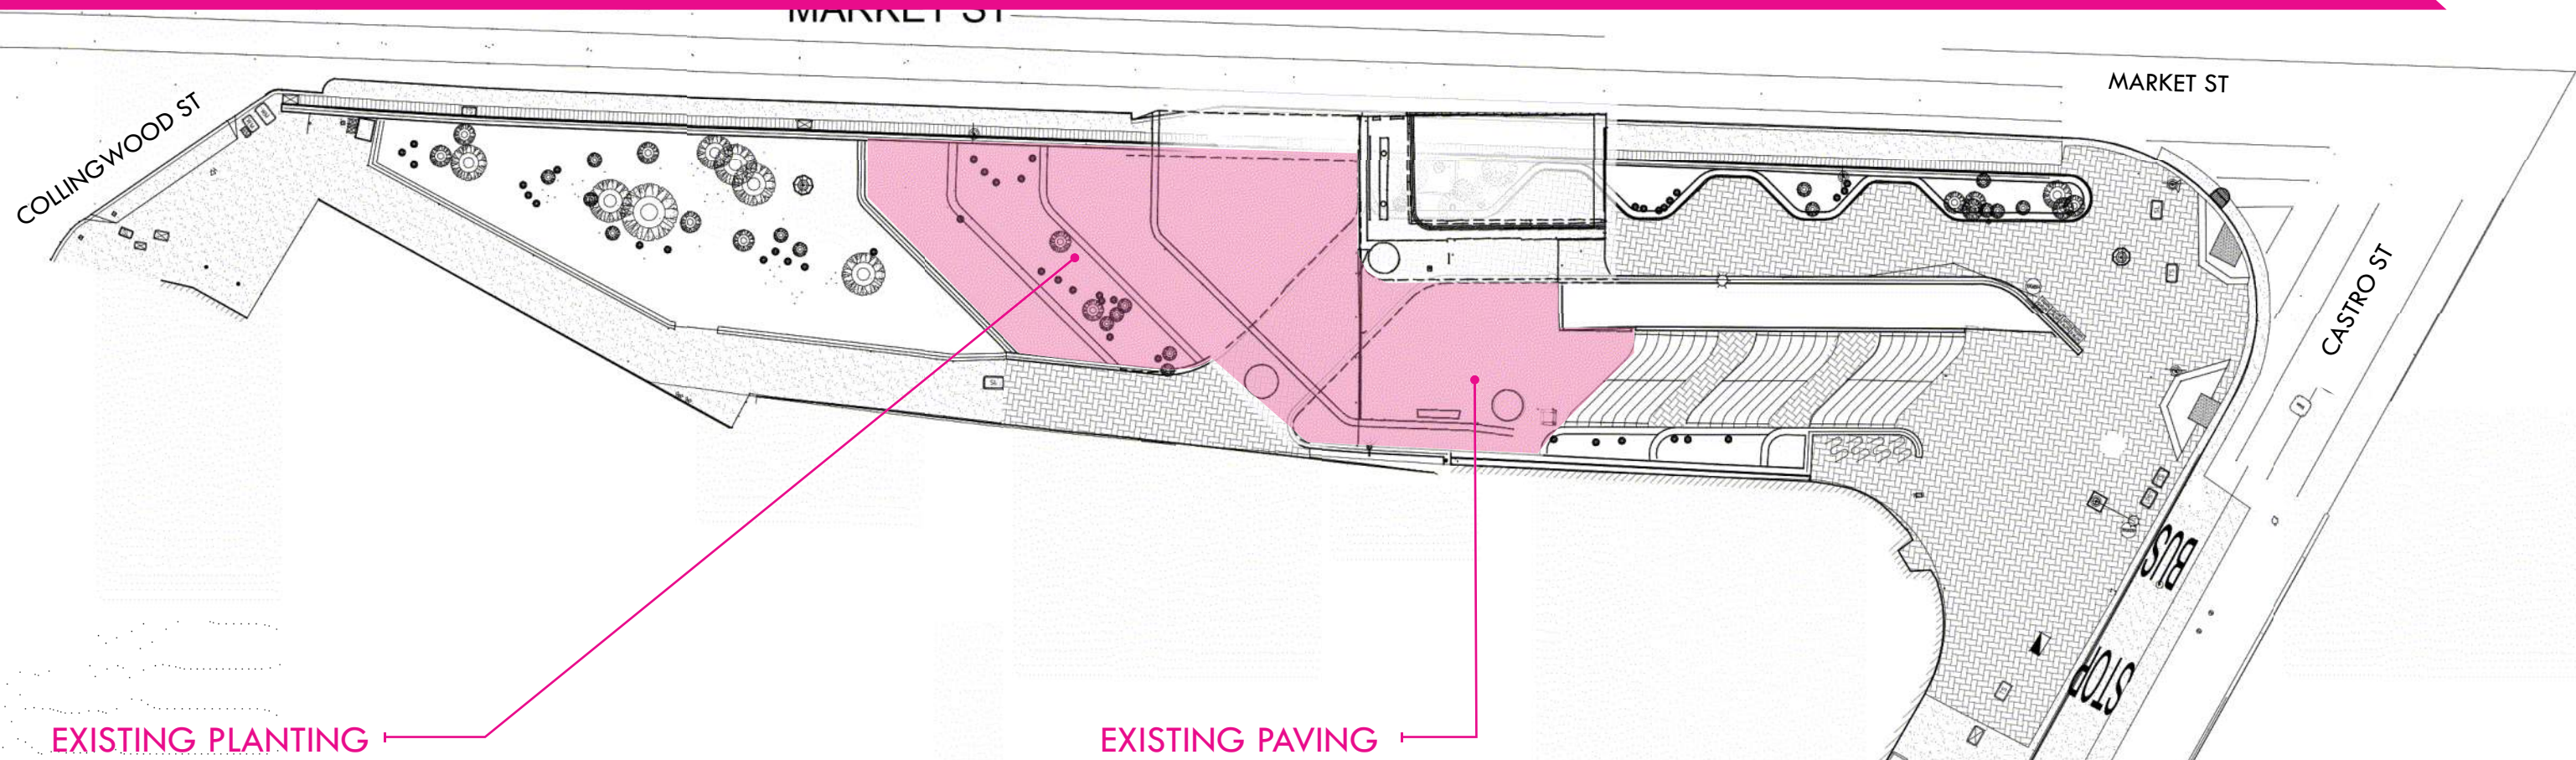 MARKET ST
MARKET ST
COLLINGWOOD ST
CASTRO ST
BUS
STOP
EXISTING PLANTING
EXISTING PAVING